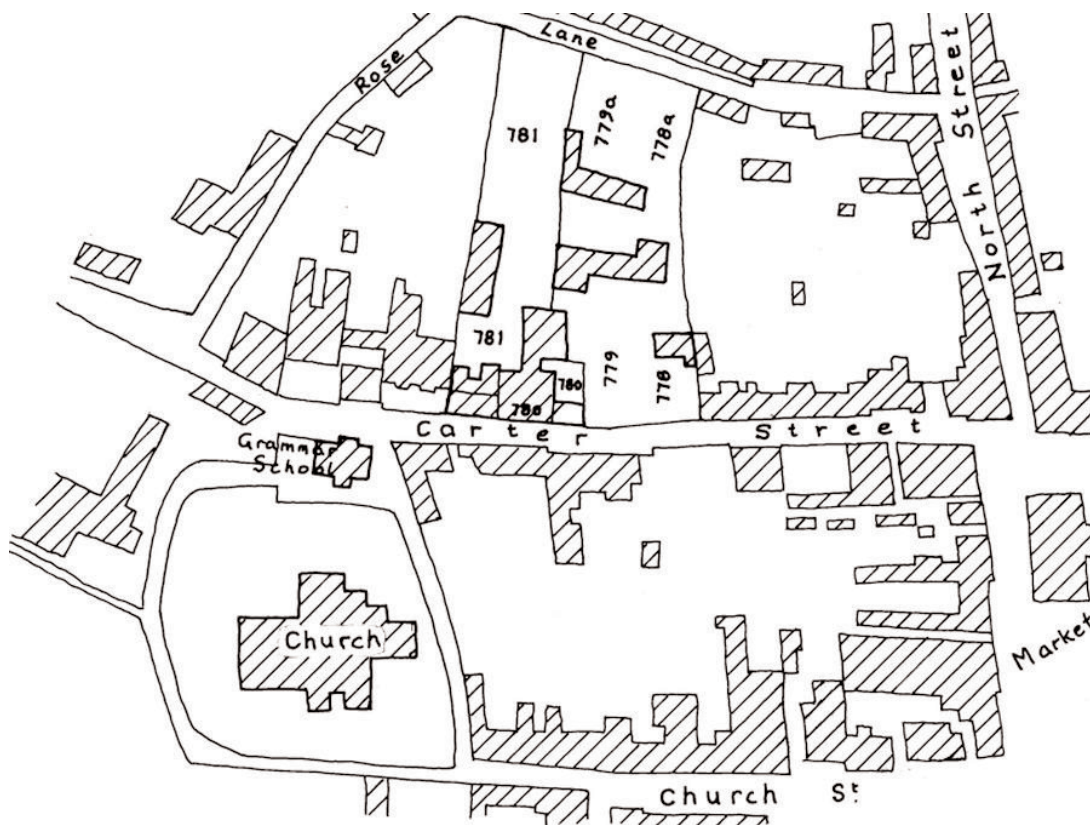 Rose Lane
North Street
781
779a
778a
781
779
778
780
780
Carter Street
Grammar
School
Church
Market
Church St.